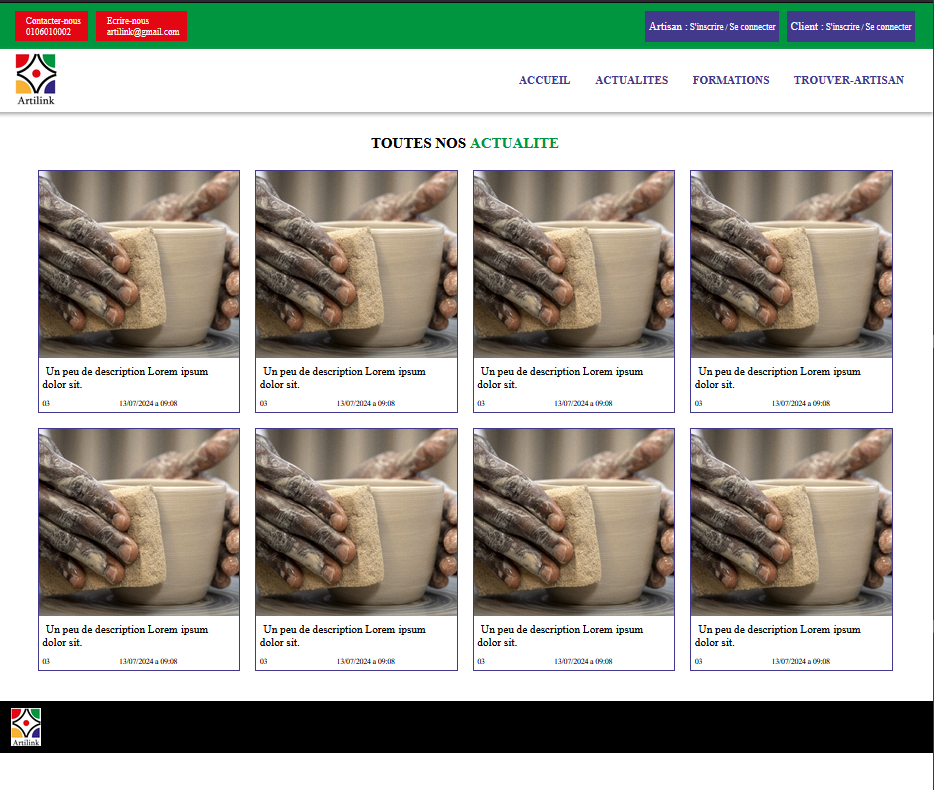 Contacter-nous
0106010002
Ecrire-nous
artilink@gmail.com
Artisan : S'inscrire / Se connecter
Client : S'inscrire / Se connecter
Artilink
ACCUEIL ACTUALITES FORMATIONS TROUVER-ARTISAN
TOUTES NOS ACTUALITE
Un peu de description Lorem ipsum
dolor sit.
03 13/07/2024 a 09:08
Un peu de description Lorem ipsum
dolor sit.
03 13/07/2024 a 09:08
Un peu de description Lorem ipsum
dolor sit.
03 13/07/2024 a 09:08
Un peu de description Lorem ipsum
dolor sit.
03 13/07/2024 a 09:08
Un peu de description Lorem ipsum
dolor sit.
03 13/07/2024 a 09:08
Un peu de description Lorem ipsum
dolor sit.
03 13/07/2024 a 09:08
Un peu de description Lorem ipsum
dolor sit.
03 13/07/2024 a 09:08
Un peu de description Lorem ipsum
dolor sit.
03 13/07/2024 a 09:08
Artilink